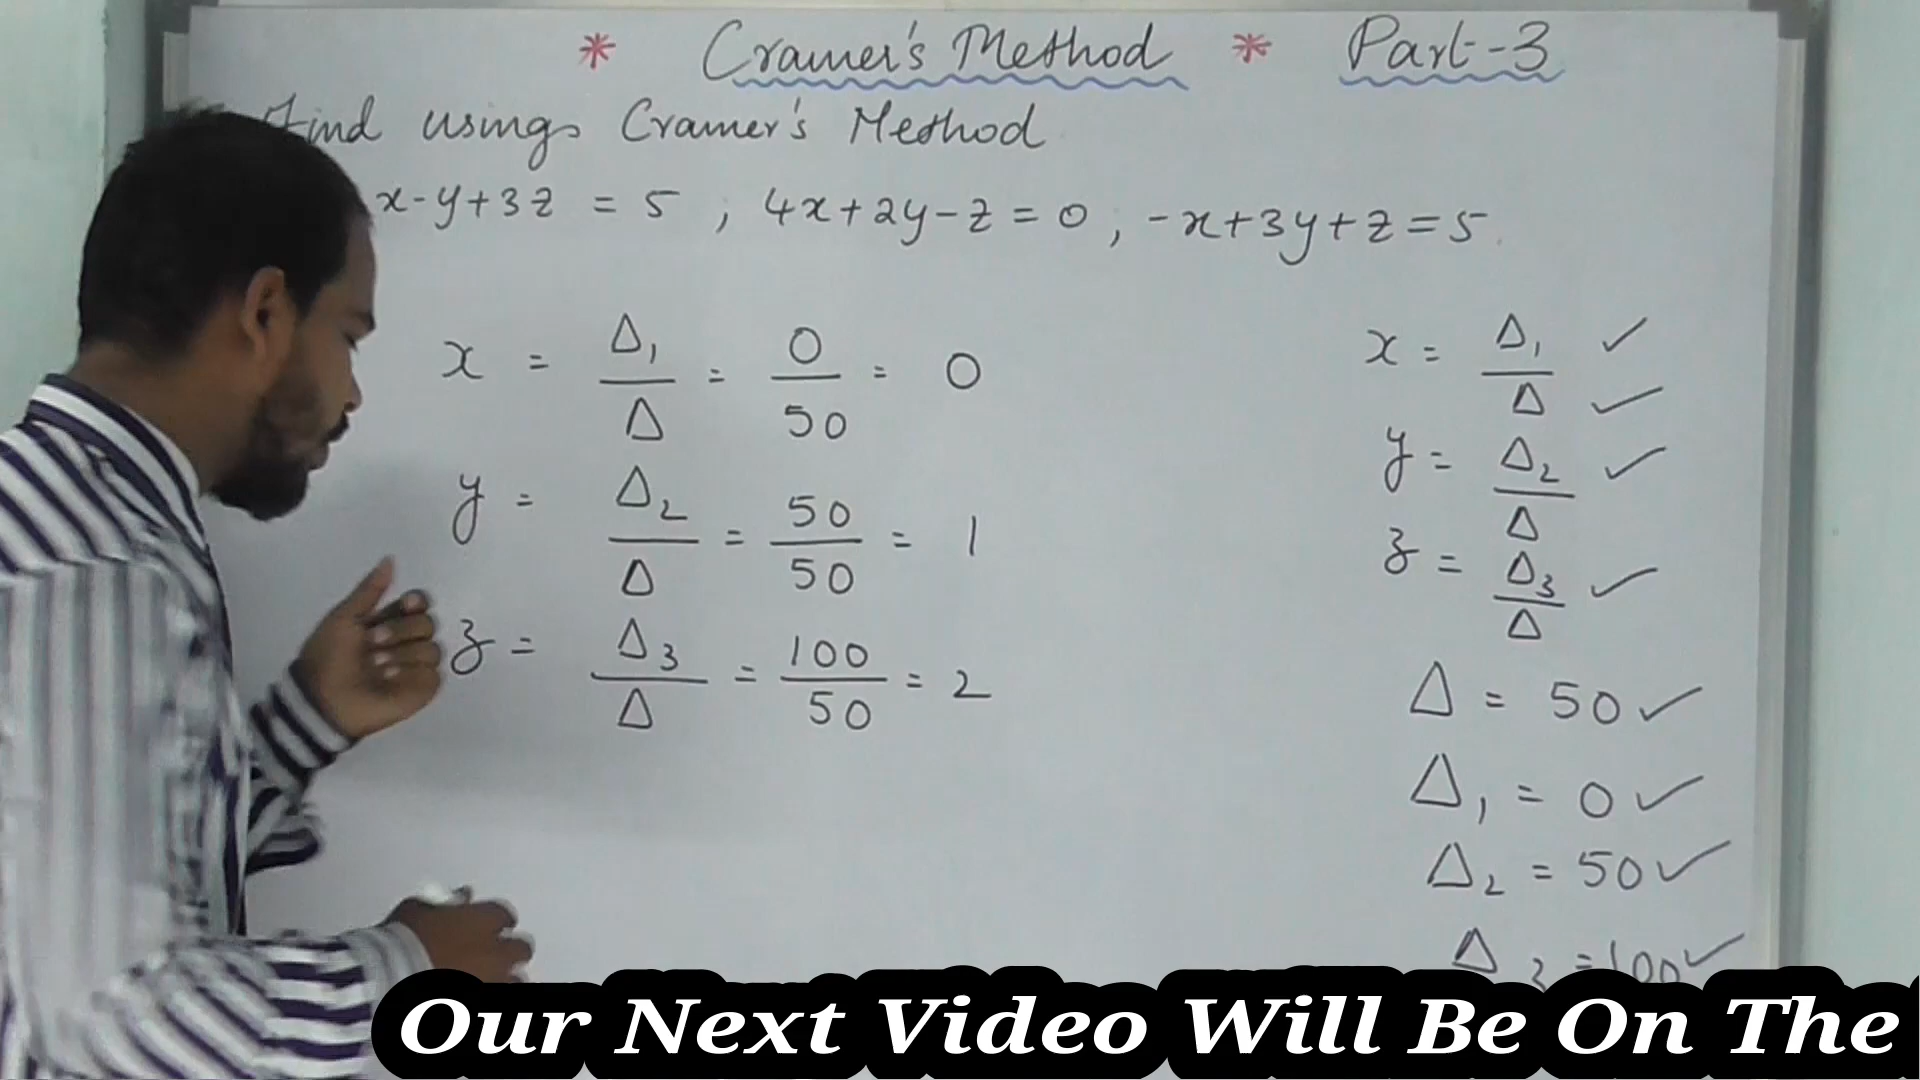 * Cramer's Method * Part-3
Find using Cramer's Method
x-y+3z = 5 , 4x+2y-z = 0 , -x+3y+z = 5
x = Δ₁/Δ = 0/50 = 0
y = Δ₂/Δ = 50/50 = 1
z = Δ₃/Δ = 100/50 = 2
x = Δ₁/Δ ✓ ✓
y = Δ₂/Δ ✓
z = Δ₃/Δ ✓
Δ = 50 ✓
Δ₁ = 0 ✓
Δ₂ = 50 ✓
Δ₃ = 100 ✓
Our Next Video Will Be On The